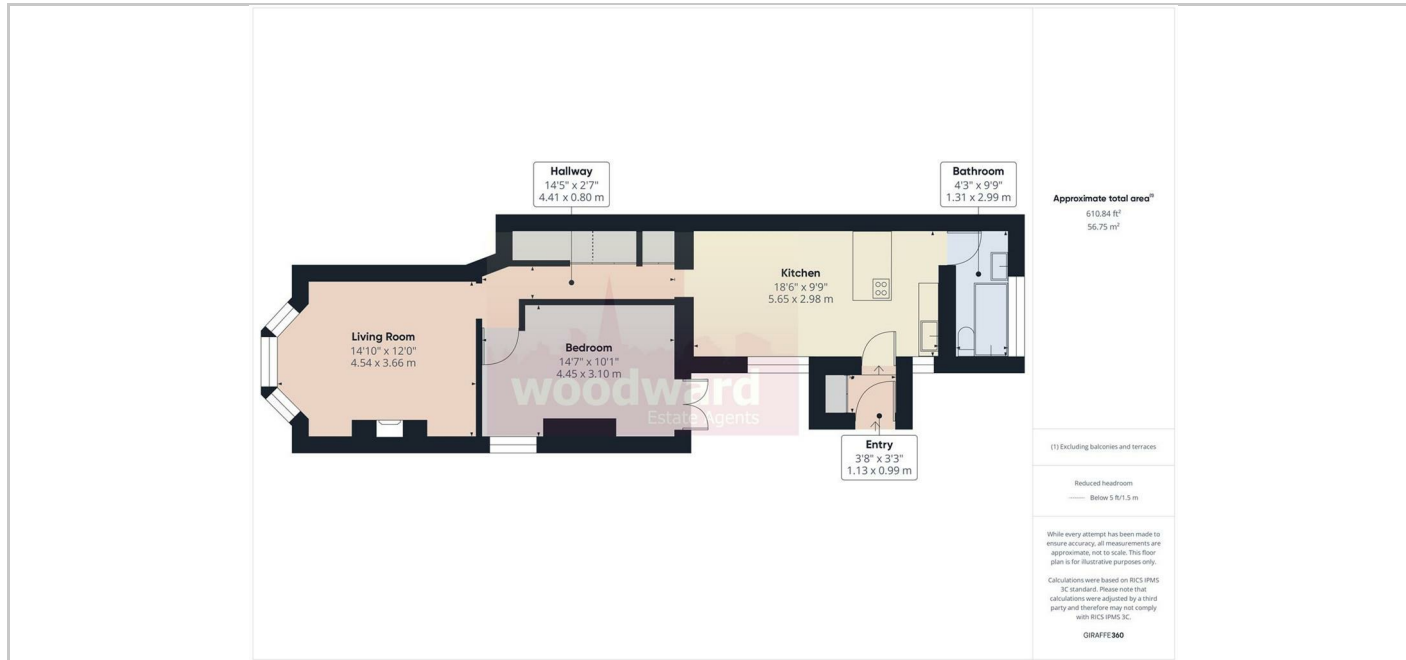 Hallway
14'5" x 2'7"
4.41 x 0.80 m
Bathroom
4'3" x 9'9"
1.31 x 2.99 m
Kitchen
18'6" x 9'9"
5.65 x 2.98 m
Living Room
14'10" x 12'0"
4.54 x 3.66 m
Bedroom
14'7" x 10'1"
4.45 x 3.10 m
woodward
Estate Agents
Entry
3'8" x 3'3"
1.13 x 0.99 m
Approximate total area⁽¹⁾
610.84 ft²
56.75 m²
(1) Excluding balconies and terraces
Reduced headroom
Below 5 ft/1.5 m
While every attempt has been made to
ensure accuracy, all measurements are
approximate, not to scale. This floor
plan is for illustrative purposes only.
Calculations were based on RICS IPMS
3C standard. Please note that
calculations were adjusted by a third
party and therefore may not comply
with RICS IPMS 3C.
GIRAFFE360